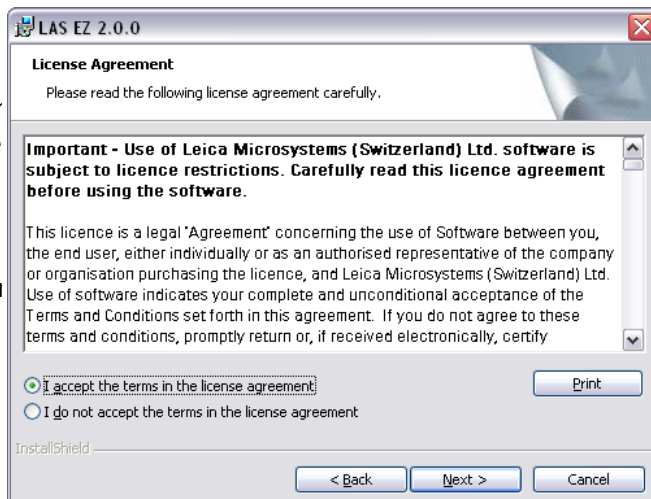 LAS EZ 2.0.0
License Agreement
Please read the following license agreement carefully.
Important - Use of Leica Microsystems (Switzerland) Ltd. software is
subject to licence restrictions. Carefully read this licence agreement
before using the software.
This licence is a legal "Agreement" concerning the use of Software between you,
the end user, either individually or as an authorised representative of the company
or organisation purchasing the licence, and Leica Microsystems (Switzerland) Ltd.
Use of software indicates your complete and unconditional acceptance of the
Terms and Conditions set forth in this agreement. If you do not agree to these
terms and conditions, promptly return or, if received electronically, certify
I accept the terms in the license agreement
Print
I do not accept the terms in the license agreement
InstallShield
< Back
Next >
Cancel